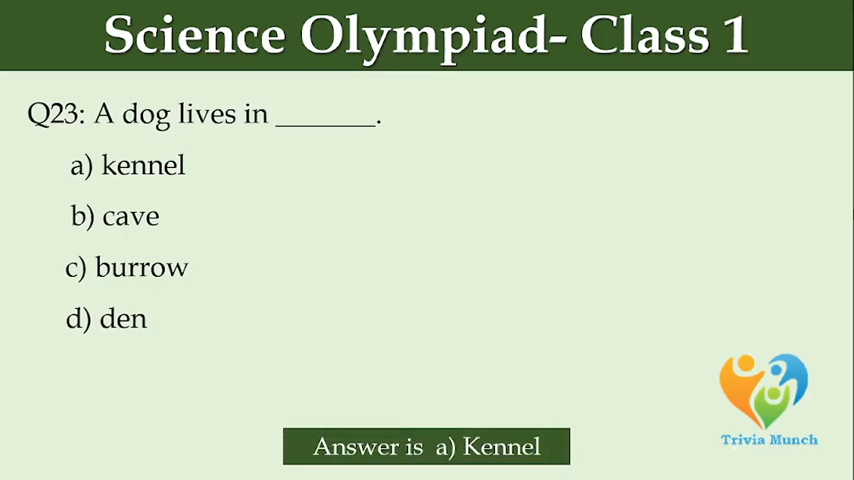 Science Olympiad- Class 1
Q23: A dog lives in _______.
a) kennel
b) cave
c) burrow
d) den
Trivia Munch
Answer is a) Kennel